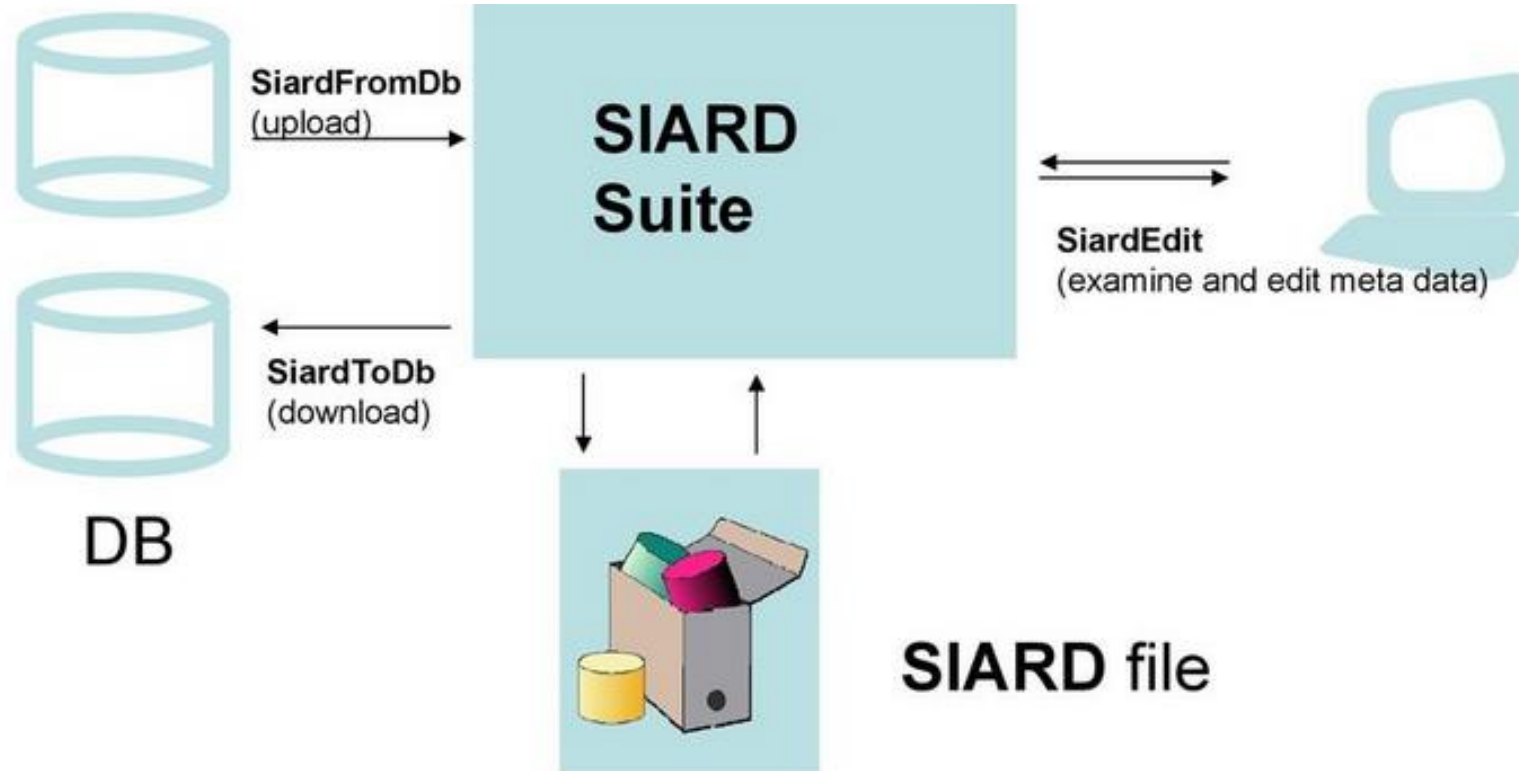 SiardFromDb
(upload)
SIARD
Suite
SiardEdit
(examine and edit meta data)
SiardToDb
(download)
DB
SIARD file